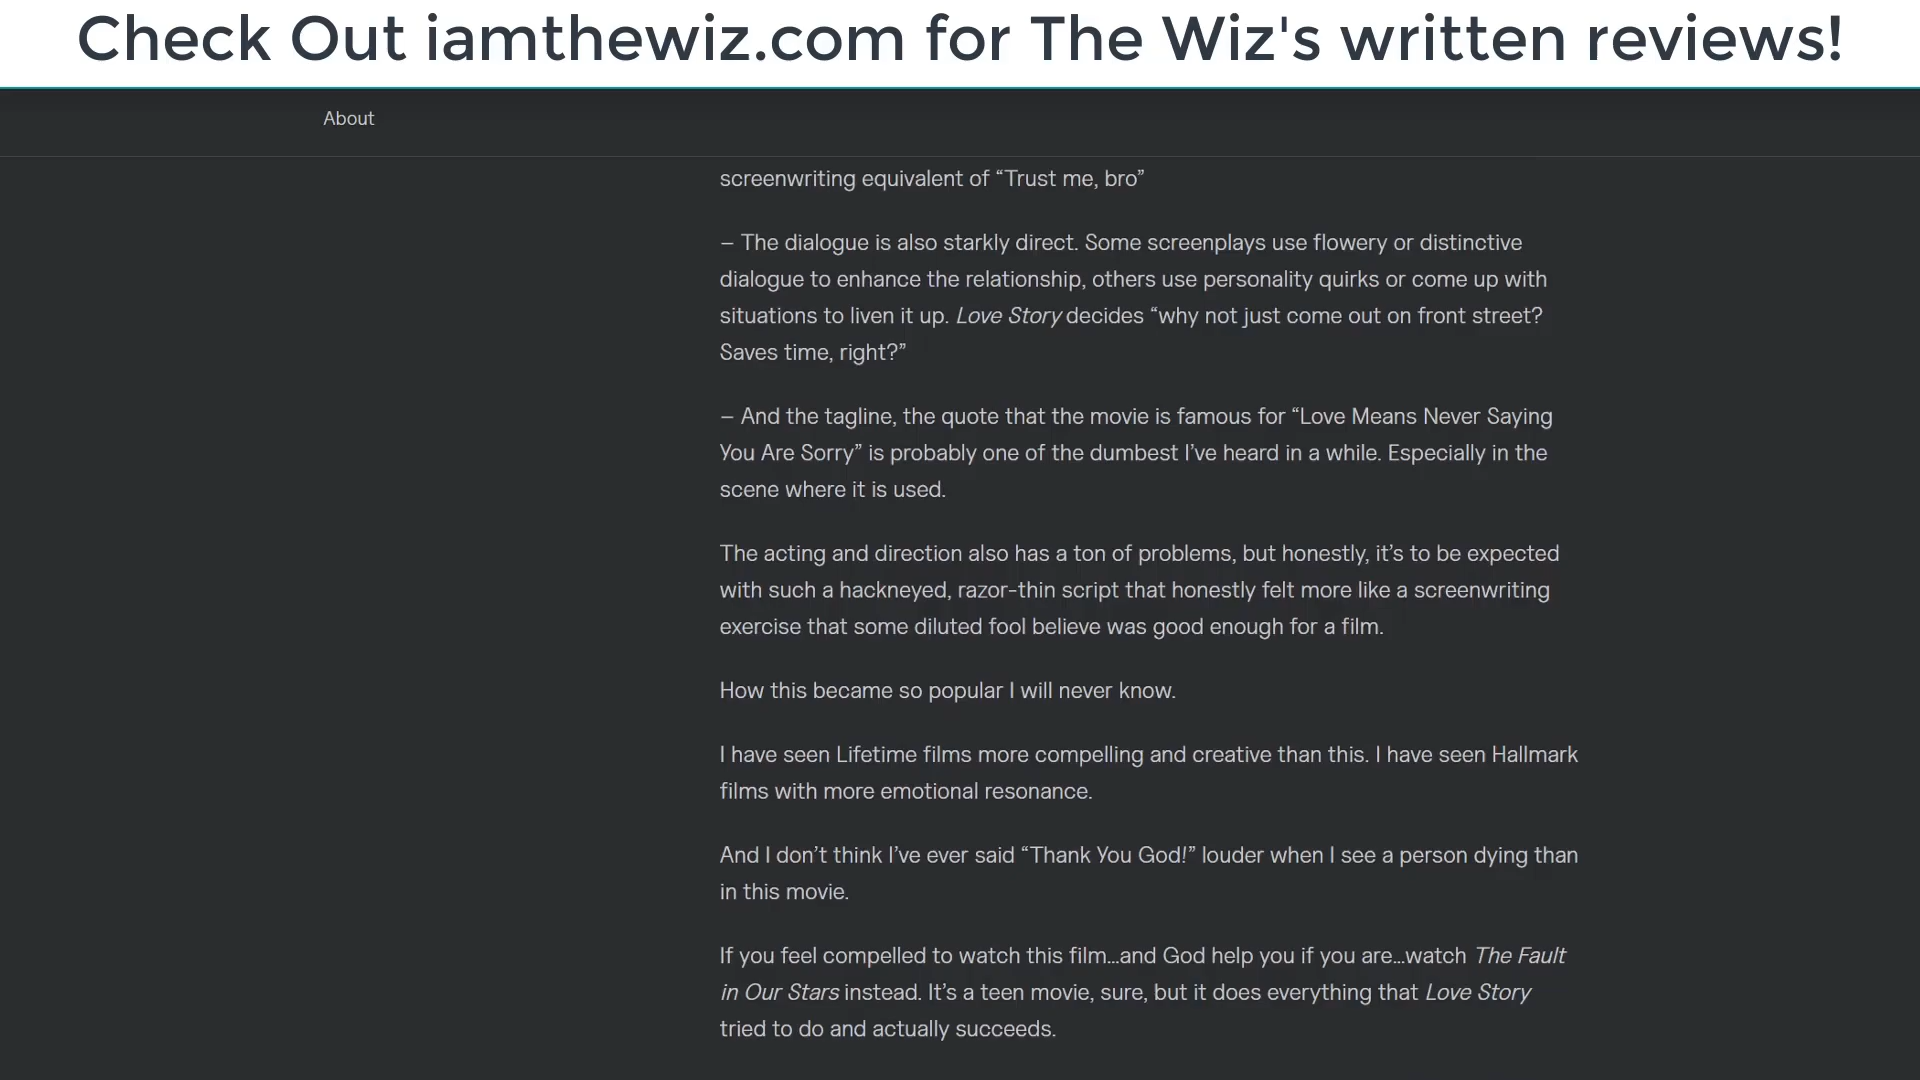 Check Out iamthewiz.com for The Wiz's written reviews!
About
screenwriting equivalent of “Trust me, bro”
– The dialogue is also starkly direct. Some screenplays use flowery or distinctive
dialogue to enhance the relationship, others use personality quirks or come up with
situations to liven it up. Love Story decides “why not just come out on front street?
Saves time, right?”
– And the tagline, the quote that the movie is famous for “Love Means Never Saying
You Are Sorry” is probably one of the dumbest I’ve heard in a while. Especially in the
scene where it is used.
The acting and direction also has a ton of problems, but honestly, it’s to be expected
with such a hackneyed, razor-thin script that honestly felt more like a screenwriting
exercise that some diluted fool believe was good enough for a film.
How this became so popular I will never know.
I have seen Lifetime films more compelling and creative than this. I have seen Hallmark
films with more emotional resonance.
And I don’t think I’ve ever said “Thank You God!” louder when I see a person dying than
in this movie.
If you feel compelled to watch this film…and God help you if you are…watch The Fault
in Our Stars instead. It’s a teen movie, sure, but it does everything that Love Story
tried to do and actually succeeds.